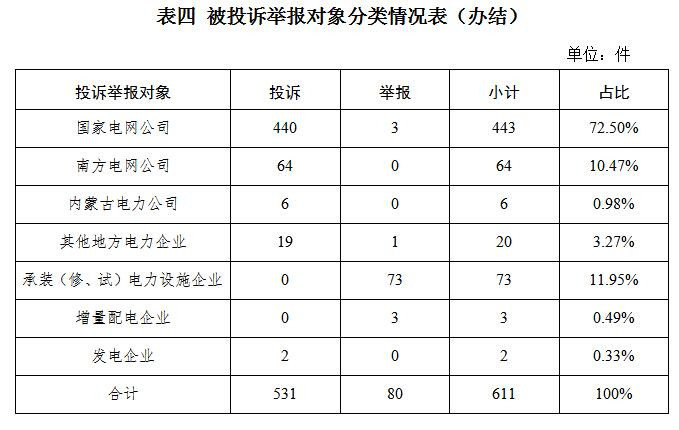 表四 被投诉举报对象分类情况表（办结）
单位：件
投诉举报对象 投诉 举报 小计 占比
国家电网公司 440 3 443 72.50%
南方电网公司 64 0 64 10.47%
内蒙古电力公司 6 0 6 0.98%
其他地方电力企业 19 1 20 3.27%
承装（修、试）电力设施企业 0 73 73 11.95%
增量配电企业 0 3 3 0.49%
发电企业 2 0 2 0.33%
合计 531 80 611 100%